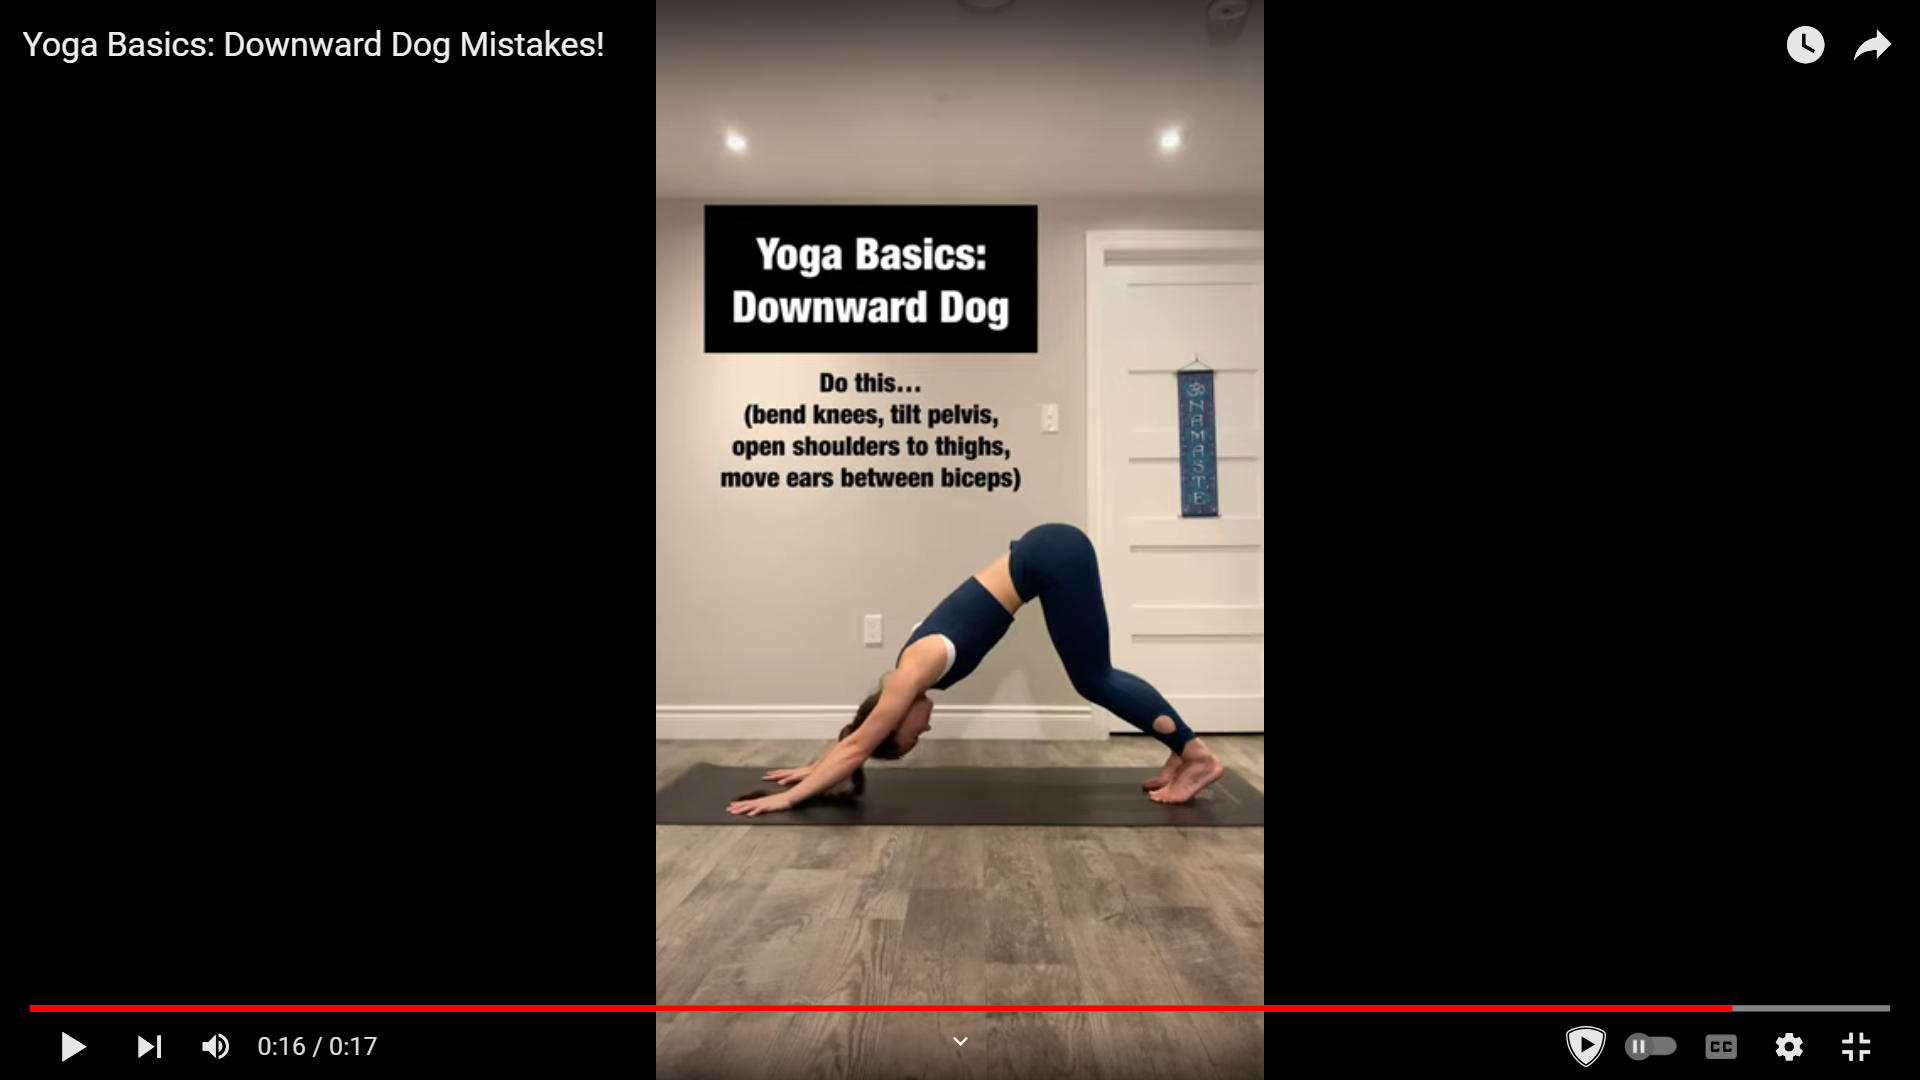 Yoga Basics: Downward Dog Mistakes!
Yoga Basics:
Downward Dog
Do this...
(bend knees, tilt pelvis,
open shoulders to thighs,
move ears between biceps)
ॐ
NAMASTE
0:16 / 0:17
CC